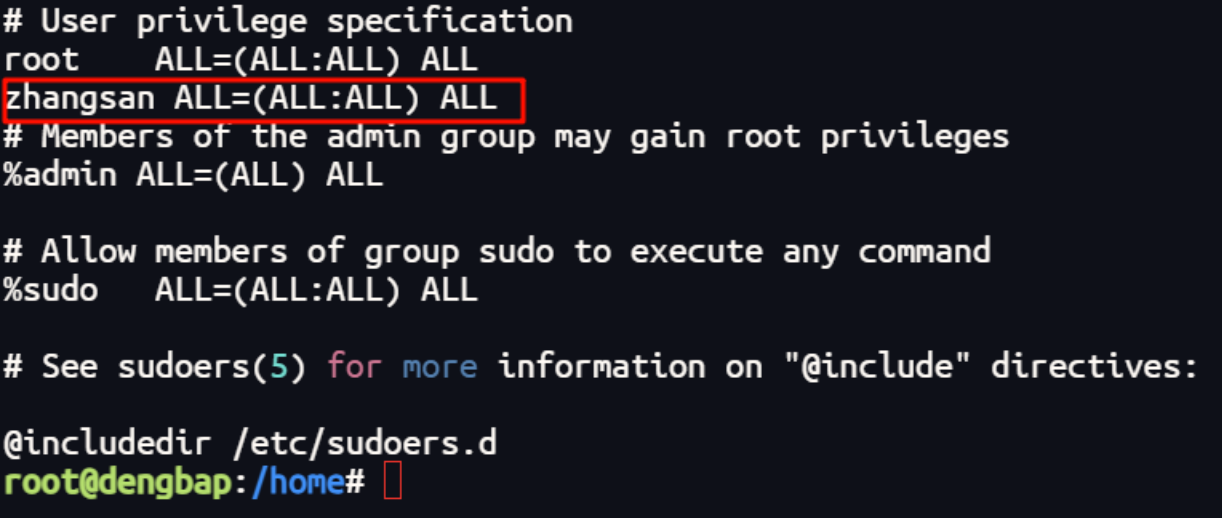 # User privilege specification
root    ALL=(ALL:ALL) ALL
zhangsan ALL=(ALL:ALL) ALL
# Members of the admin group may gain root privileges
%admin ALL=(ALL) ALL
# Allow members of group sudo to execute any command
%sudo   ALL=(ALL:ALL) ALL
# See sudoers(5) for more information on "@include" directives:
@includedir /etc/sudoers.d
root@dengbap:/home#